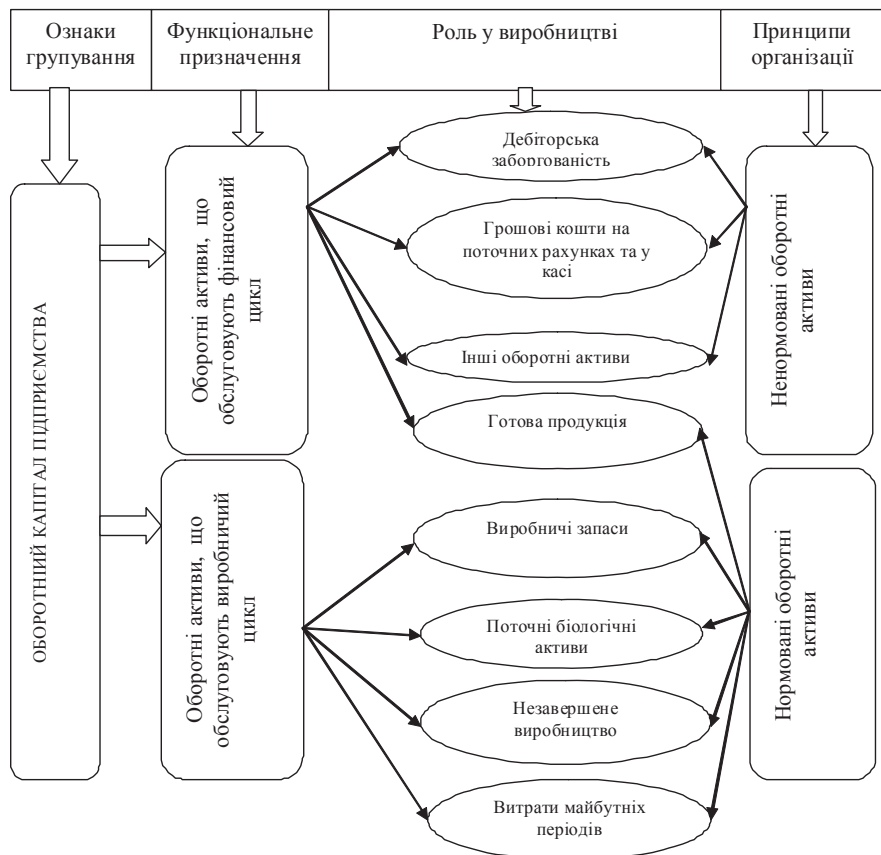 Ознаки
групування
Функціональне
призначення
Роль у виробництві
Принципи
організації
ОБОРОТНИЙ КАПІТАЛ ПІДПРИЄМСТВА
Оборотні активи, що
обслуговують фінансовий
цикл
Оборотні активи, що
обслуговують виробничий
цикл
Дебіторська
заборгованість
Грошові кошти на
поточних рахунках та у
касі
Інші оборотні активи
Готова продукція
Виробничі запаси
Поточні біологічні
активи
Незавершене
виробництво
Витрати майбутніх
періодів
Ненормовані оборотні
активи
Нормовані оборотні
активи